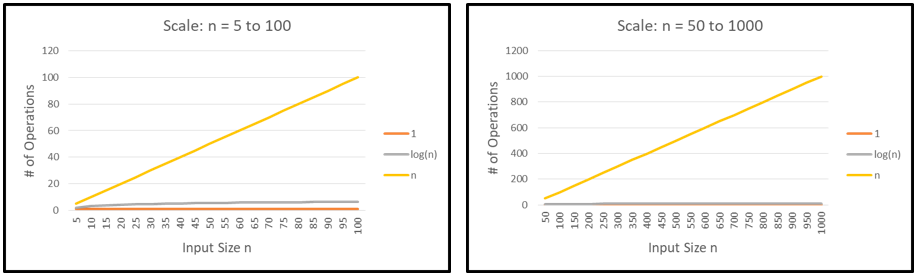 Scale: n = 5 to 100
120
100
80
60
40
20
0
# of Operations
5 10 15 20 25 30 35 40 45 50 55 60 65 70 75 80 85 90 95 100
Input Size n
1
log(n)
n
Scale: n = 50 to 1000
1200
1000
800
600
400
200
0
# of Operations
50 100 150 200 250 300 350 400 450 500 550 600 650 700 750 800 850 900 950 1000
Input Size n
1
log(n)
n